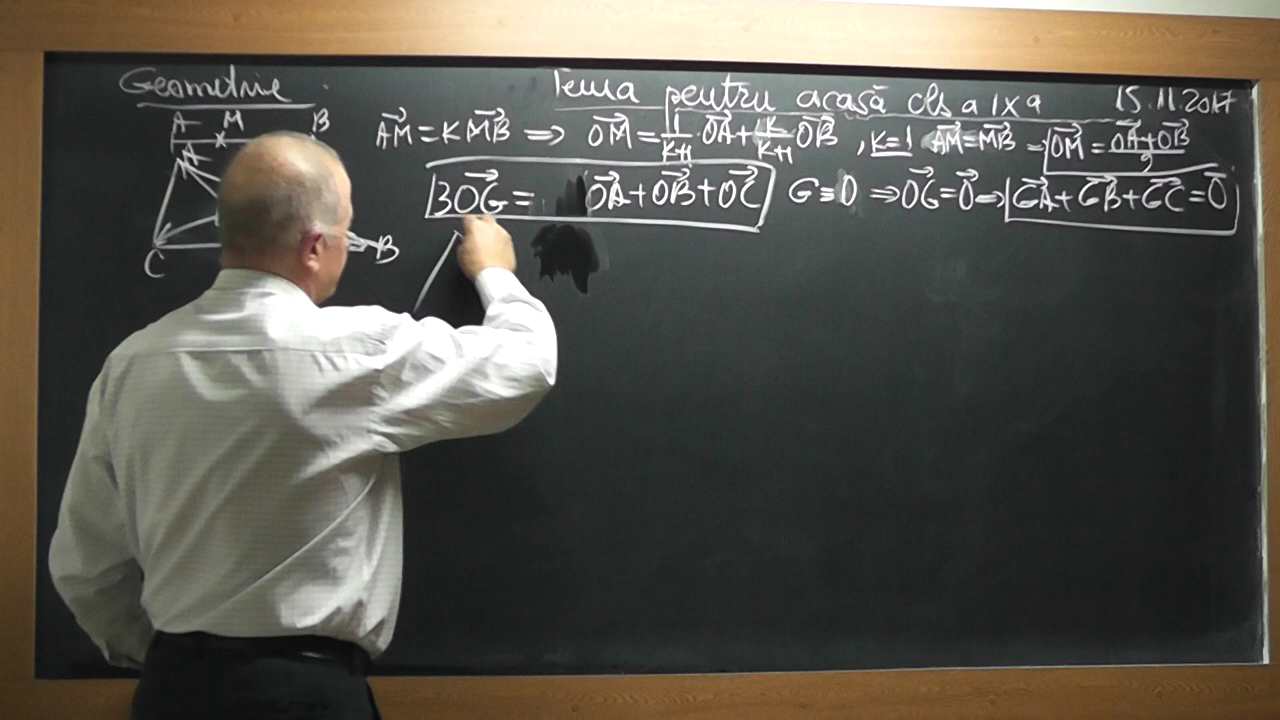 Geometrie Tema pentru acasă cls a IX a 15.11.2017
A M B
AM⃗ = K MB⃗ ⇒ OM⃗ = 1/(K+1) · OA⃗ + K/(K+1) · OB⃗ , K=1 AM⃗ = MB⃗ ⇒ OM⃗ = (OA⃗ + OB⃗)/2
A
3OG⃗ = OA⃗ + OB⃗ + OC⃗ G ≡ O ⇒ OG⃗ = 0⃗ ⇒ GA⃗ + GB⃗ + GC⃗ = 0⃗
C B